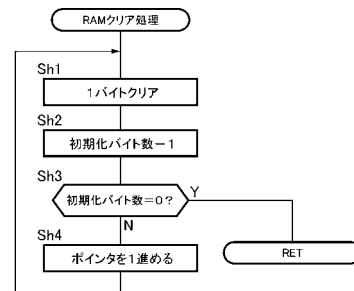 RAMクリア処理
Sh1
1バイトクリア
Sh2
初期化バイト数－1
Sh3
初期化バイト数=0?
Y
N
Sh4
ポインタを1進める
RET